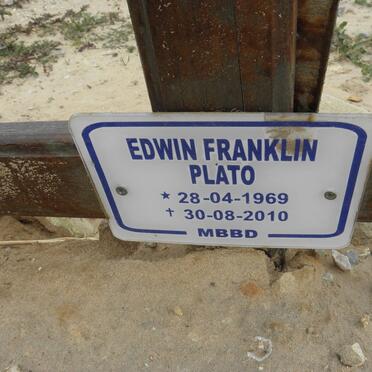 EDWIN FRANKLIN
PLATO
★ 28-04-1969
✝ 30-08-2010
MBBD